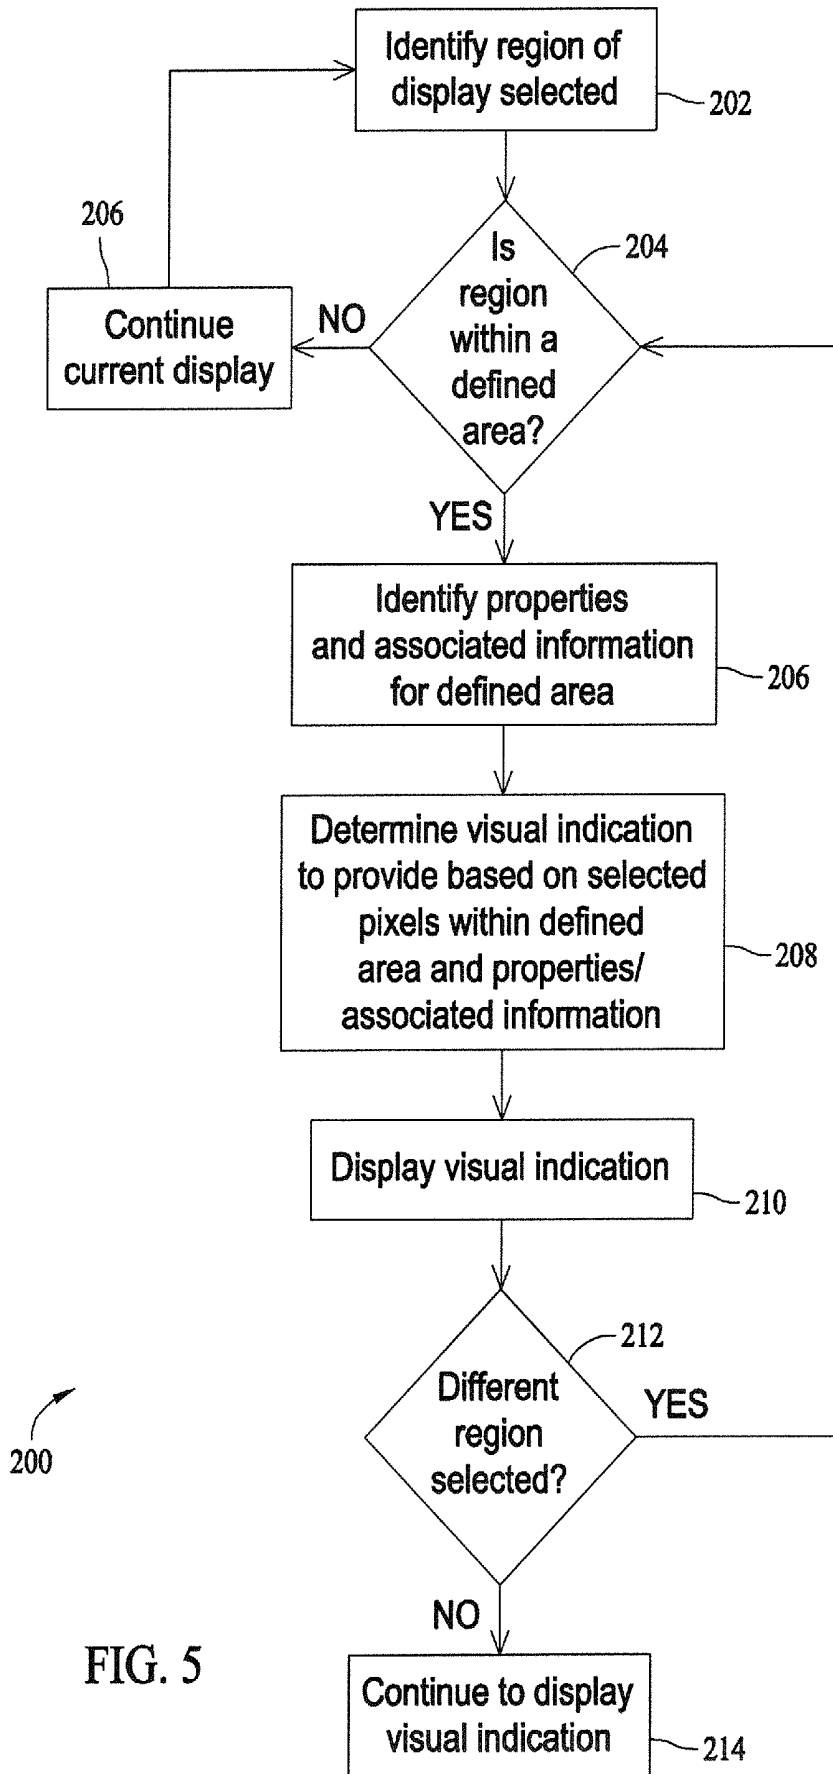 Identify region of
display selected
202
206
Is
region
within a
defined
area?
204
NO
Continue
current display
YES
Identify properties
and associated information
for defined area
206
Determine visual indication
to provide based on selected
pixels within defined
area and properties/
associated information
208
Display visual indication
210
212
Different
region
selected?
YES
200
NO
FIG. 5
Continue to display
visual indication
214